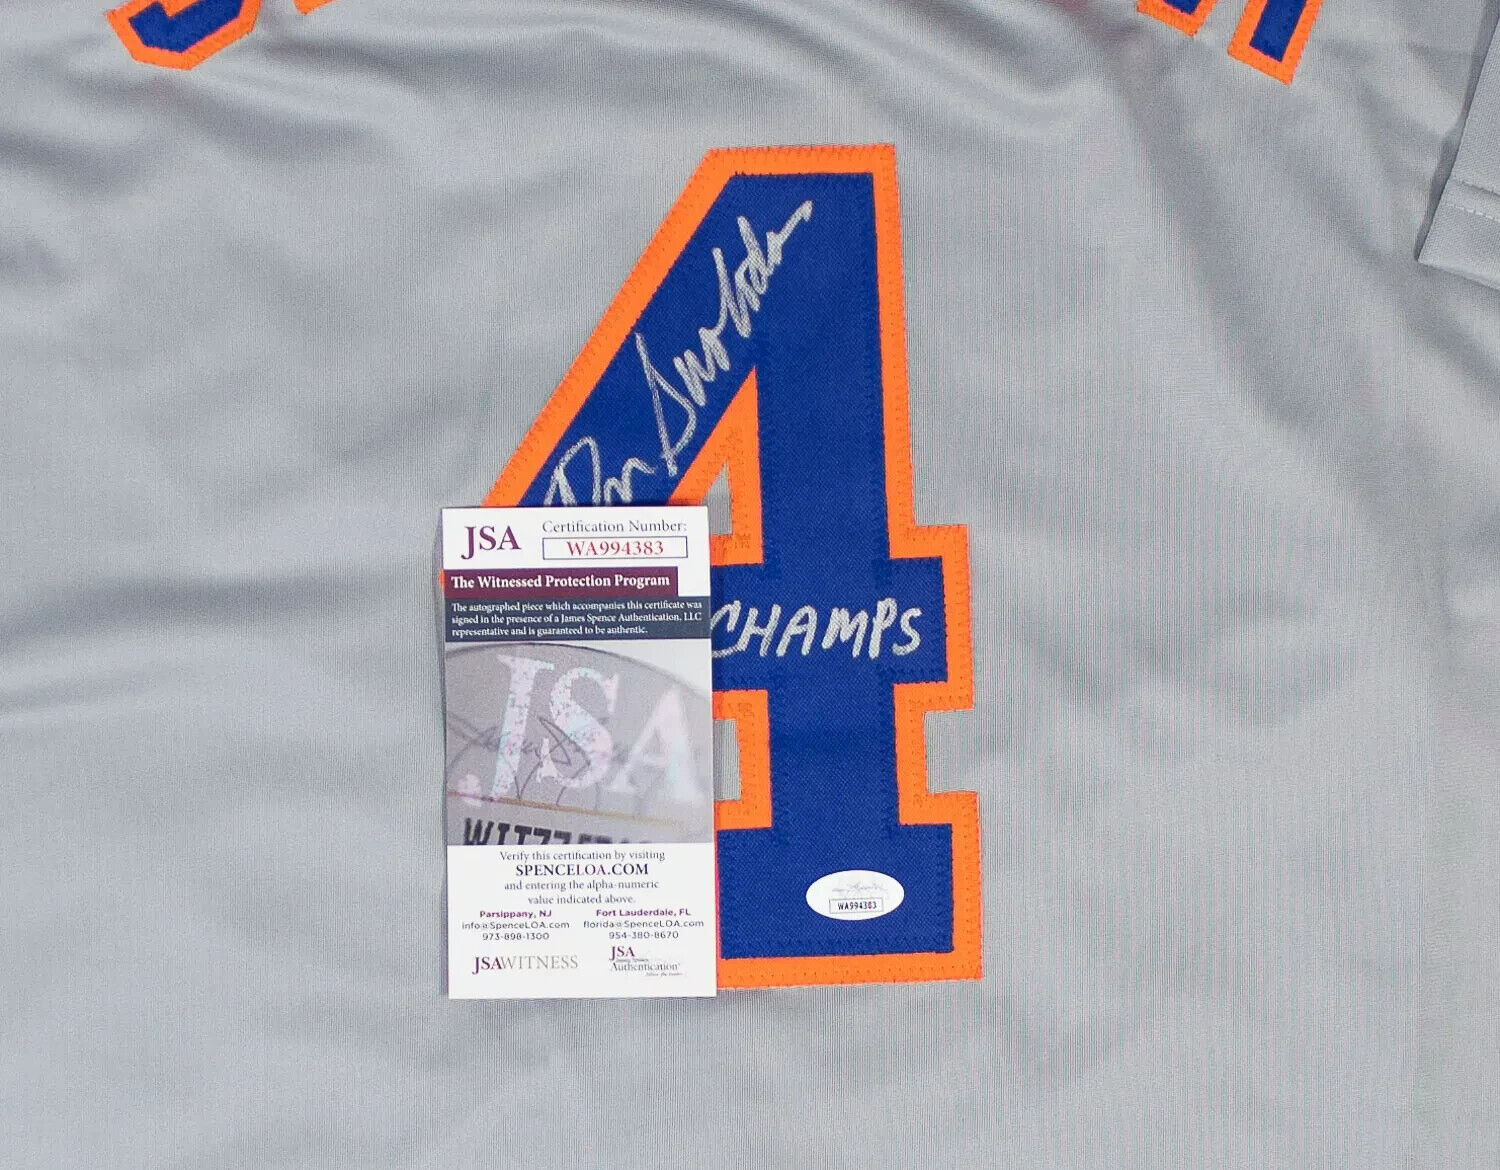 4
Ron Swoboda
CHAMPS
JSA
Certification Number:
WA994383
The Witnessed Protection Program
The autographed piece which accompanies this certificate was
signed in the presence of a James Spence Authentication, LLC
representative and is guaranteed to be authentic.
JSA
Verify this certification by visiting
SPENCELOA.COM
and entering the alpha-numeric
value indicated above.
Parsippany, NJ
info@SpenceLOA.com
973-898-1300
Fort Lauderdale, FL
florida@SpenceLOA.com
954-380-8670
JSAWITNESS
JSA
Authentication
WA994383